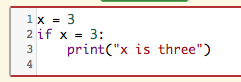 1 x = 3
2 if x = 3:
3     print("x is three")
4